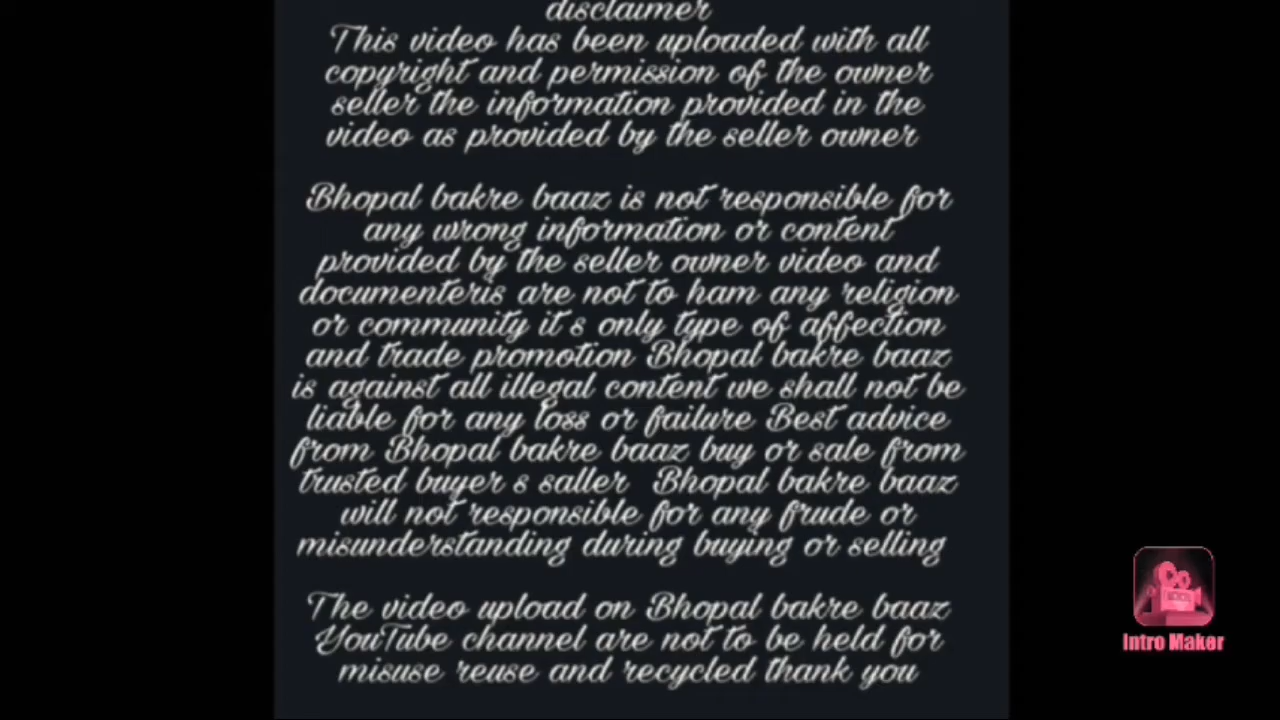 disclaimer
This video has been uploaded with all
copyright and permission of the owner
seller the information provided in the
video as provided by the seller owner
Bhopal bakre baaz is not responsible for
any wrong information or content
provided by the seller owner video and
documenteris are not to ham any religion
or community it s only type of affection
and trade promotion Bhopal bakre baaz
is against all illegal content we shall not be
liable for any loss or failure Best advice
from Bhopal bakre baaz buy or sale from
trusted buyer s saller Bhopal bakre baaz
will not responsible for any frude or
misunderstanding during buying or selling
The video upload on Bhopal bakre baaz
YouTube channel are not to be held for
misuse reuse and recycled thank you
Intro Maker